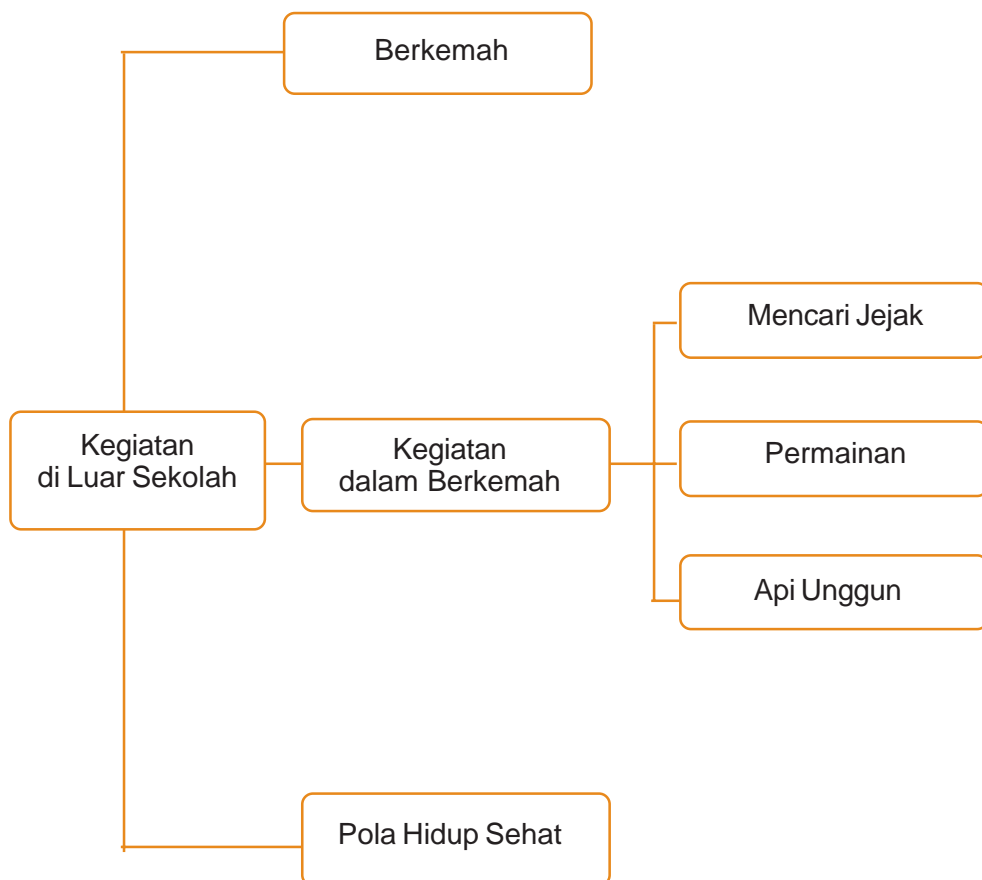 Berkemah
Mencari Jejak
Kegiatan
di Luar Sekolah
Kegiatan
dalam Berkemah
Permainan
Api Unggun
Pola Hidup Sehat